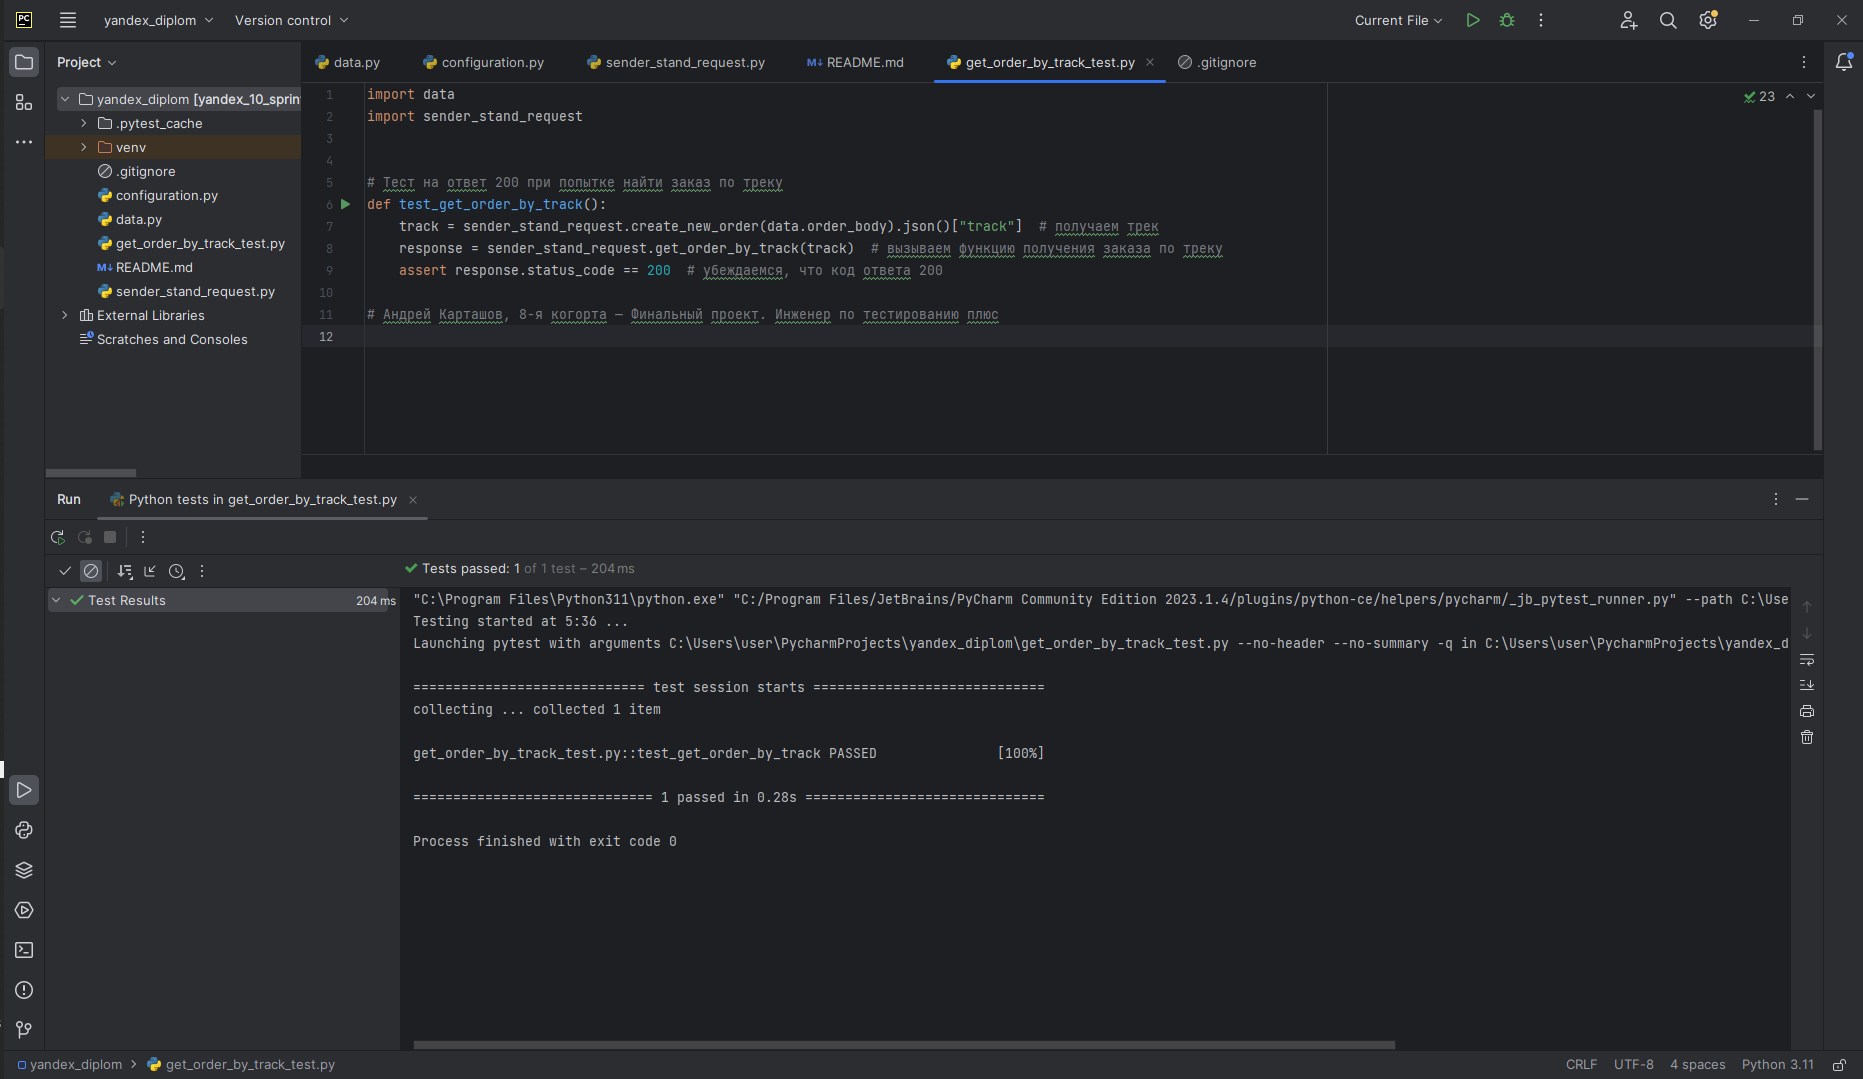 PC yandex_diplom Version control Current File
Project
data.py configuration.py sender_stand_request.py M↓ README.md get_order_by_track_test.py .gitignore
yandex_diplom [yandex_10_sprin
.pytest_cache
venv
.gitignore
configuration.py
data.py
get_order_by_track_test.py
M↓ README.md
sender_stand_request.py
External Libraries
Scratches and Consoles
23
1 import data
2 import sender_stand_request
3
4
5 # Тест на ответ 200 при попытке найти заказ по треку
6 def test_get_order_by_track():
7 track = sender_stand_request.create_new_order(data.order_body).json()["track"]  # получаем трек
8 response = sender_stand_request.get_order_by_track(track)  # вызываем функцию получения заказа по треку
9 assert response.status_code == 200  # убеждаемся, что код ответа 200
10
11 # Андрей Карташов, 8-я когорта — Финальный проект. Инженер по тестированию плюс
12
Run Python tests in get_order_by_track_test.py
Tests passed: 1 of 1 test – 204 ms
Test Results 204 ms
"C:\Program Files\Python311\python.exe" "C:/Program Files/JetBrains/PyCharm Community Edition 2023.1.4/plugins/python-ce/helpers/pycharm/_jb_pytest_runner.py" --path C:\Use
Testing started at 5:36 ...
Launching pytest with arguments C:\Users\user\PycharmProjects\yandex_diplom\get_order_by_track_test.py --no-header --no-summary -q in C:\Users\user\PycharmProjects\yandex_d
============================= test session starts =============================
collecting ... collected 1 item
get_order_by_track_test.py::test_get_order_by_track PASSED [100%]
============================== 1 passed in 0.28s ==============================
Process finished with exit code 0
yandex_diplom get_order_by_track_test.py CRLF UTF-8 4 spaces Python 3.11